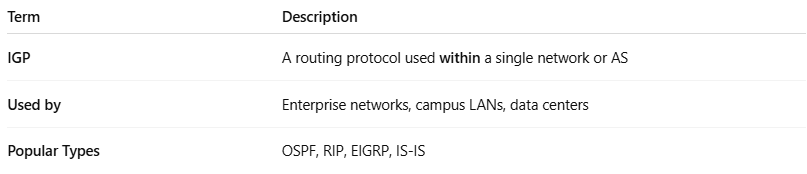 Term Description
IGP A routing protocol used within a single network or AS
Used by Enterprise networks, campus LANs, data centers
Popular Types OSPF, RIP, EIGRP, IS-IS